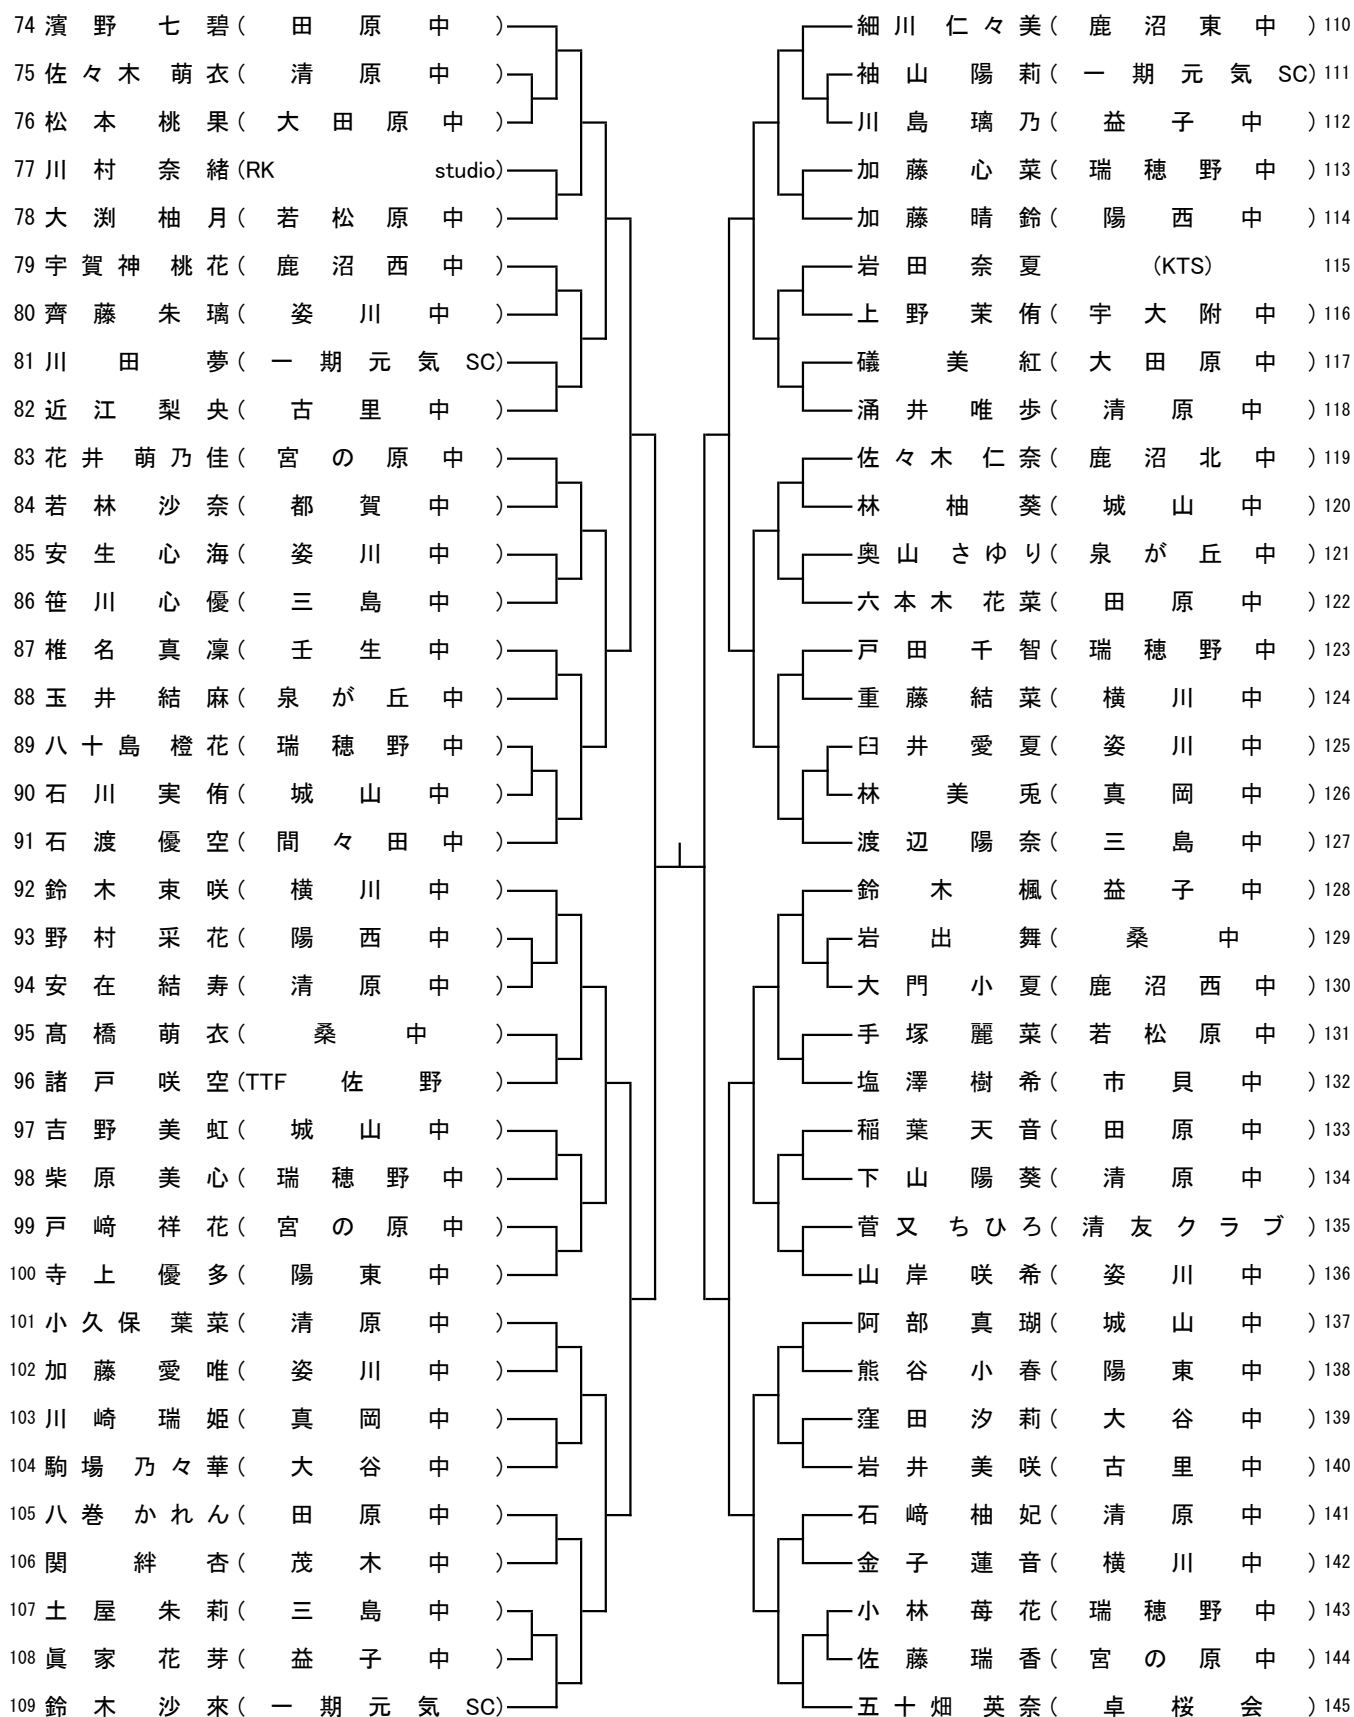 74 濱野 七碧 (田原中)
75 佐々木 萌衣 (清原中)
76 松本 桃果 (大田原中)
77 川村 奈緒 (RK studio)
78 大渕 柚月 (若松原中)
79 宇賀神 桃花 (鹿沼西中)
80 齊藤 朱璃 (姿川中)
81 川田 夢 (一期元気SC)
82 近江 梨央 (古里中)
83 花井 萌乃佳 (宮の原中)
84 若林 沙奈 (都賀中)
85 安生 心海 (姿川中)
86 笹川 心優 (三島中)
87 椎名 真凜 (壬生中)
88 玉井 結麻 (泉が丘中)
89 八十島 橙花 (瑞穂野中)
90 石川 実侑 (城山中)
91 石渡 優空 (間々田中)
92 鈴木 束咲 (横川中)
93 野村 采花 (陽西中)
94 安在 結寿 (清原中)
95 髙橋 萌衣 (桑中)
96 諸戸 咲空 (TTF佐野)
97 吉野 美虹 (城山中)
98 柴原 美心 (瑞穂野中)
99 戸﨑 祥花 (宮の原中)
100 寺上 優多 (陽東中)
101 小久保 葉菜 (清原中)
102 加藤 愛唯 (姿川中)
103 川崎 瑞姫 (真岡中)
104 駒場 乃々華 (大谷中)
105 八巻 かれん (田原中)
106 関 絆杏 (茂木中)
107 土屋 朱莉 (三島中)
108 眞家 花芽 (益子中)
109 鈴木 沙來 (一期元気SC)
細川 仁々美 (鹿沼東中) 110
袖山 陽莉 (一期元気SC) 111
川島 璃乃 (益子中) 112
加藤 心菜 (瑞穂野中) 113
加藤 晴鈴 (陽西中) 114
岩田 奈夏 (KTS) 115
上野 茉侑 (宇大附中) 116
礒 美紅 (大田原中) 117
涌井 唯歩 (清原中) 118
佐々木 仁奈 (鹿沼北中) 119
林 柚葵 (城山中) 120
奥山 さゆり (泉が丘中) 121
六本木 花菜 (田原中) 122
戸田 千智 (瑞穂野中) 123
重藤 結菜 (横川中) 124
臼井 愛夏 (姿川中) 125
林 美兎 (真岡中) 126
渡辺 陽奈 (三島中) 127
鈴木 楓 (益子中) 128
岩出 舞 (桑中) 129
大門 小夏 (鹿沼西中) 130
手塚 麗菜 (若松原中) 131
塩澤 樹希 (市貝中) 132
稲葉 天音 (田原中) 133
下山 陽葵 (清原中) 134
菅又 ちひろ (清友クラブ) 135
山岸 咲希 (姿川中) 136
阿部 真瑚 (城山中) 137
熊谷 小春 (陽東中) 138
窪田 汐莉 (大谷中) 139
岩井 美咲 (古里中) 140
石﨑 柚妃 (清原中) 141
金子 蓮音 (横川中) 142
小林 苺花 (瑞穂野中) 143
佐藤 瑞香 (宮の原中) 144
五十畑 英奈 (卓桜会) 145